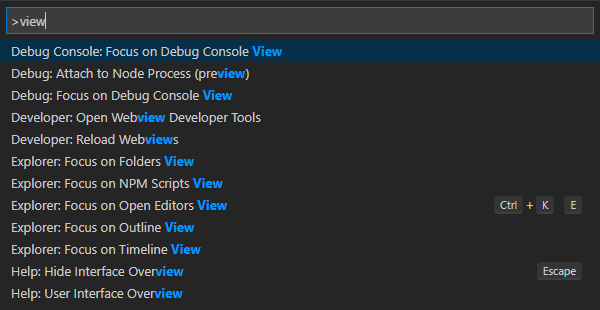 >view
Debug Console: Focus on Debug Console View
Debug: Attach to Node Process (preview)
Debug: Focus on Debug Console View
Developer: Open Webview Developer Tools
Developer: Reload Webviews
Explorer: Focus on Folders View
Explorer: Focus on NPM Scripts View
Explorer: Focus on Open Editors View Ctrl + K E
Explorer: Focus on Outline View
Explorer: Focus on Timeline View
Help: Hide Interface Overview Escape
Help: User Interface Overview